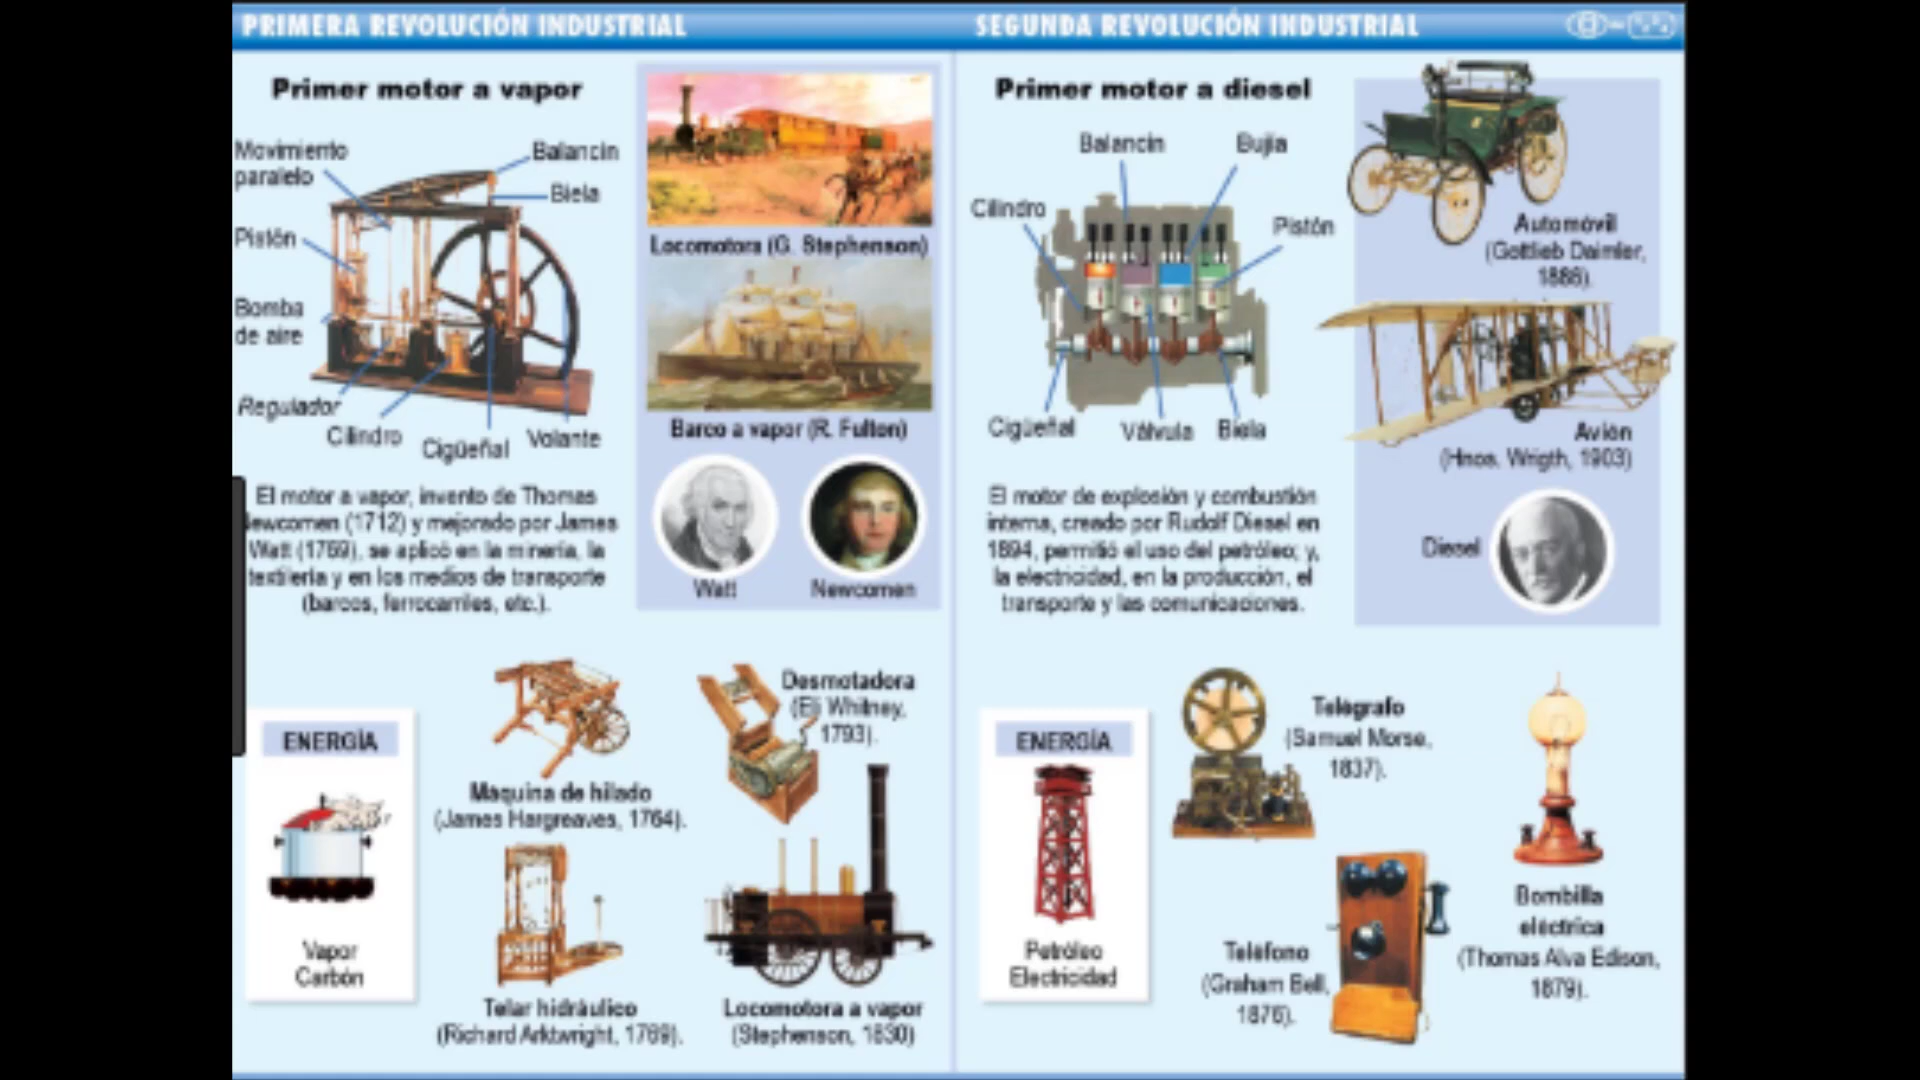 PRIMERA REVOLUCIÓN INDUSTRIAL
Primer motor a vapor
Movimiento
paralelo
Balancín
Biela
Pistón
Bomba
de aire
Regulador
Cilindro
Cigüeñal
Volante
El motor a vapor, invento de Thomas
Newcomen (1712) y mejorado por James
Watt (1769), se aplicó en la minería, la
textilería y en los medios de transporte
(barcos, ferrocarriles, etc.).
Locomotora (G. Stephenson)
Barco a vapor (R. Fulton)
Watt
Newcomen
ENERGÍA
Vapor
Carbón
Máquina de hilado
(James Hargreaves, 1764).
Desmotadora
(Eli Whitney,
1793).
Telar hidráulico
(Richard Arktwright, 1769).
Locomotora a vapor
(Stephenson, 1830)
SEGUNDA REVOLUCIÓN INDUSTRIAL
Primer motor a diesel
Balancín
Bujía
Cilindro
Pistón
Cigüeñal
Válvula
Biela
El motor de explosión y combustión
interna, creado por Rudolf Diesel en
1894, permitió el uso del petróleo; y,
la electricidad, en la producción, el
transporte y las comunicaciones.
Automóvil
(Gottlieb Daimler,
1886).
Avión
(Hnos. Wrigth, 1903)
Diesel
ENERGÍA
Petróleo
Electricidad
Telégrafo
(Samuel Morse,
1837).
Teléfono
(Graham Bell,
1876).
Bombilla
eléctrica
(Thomas Alva Edison,
1879).